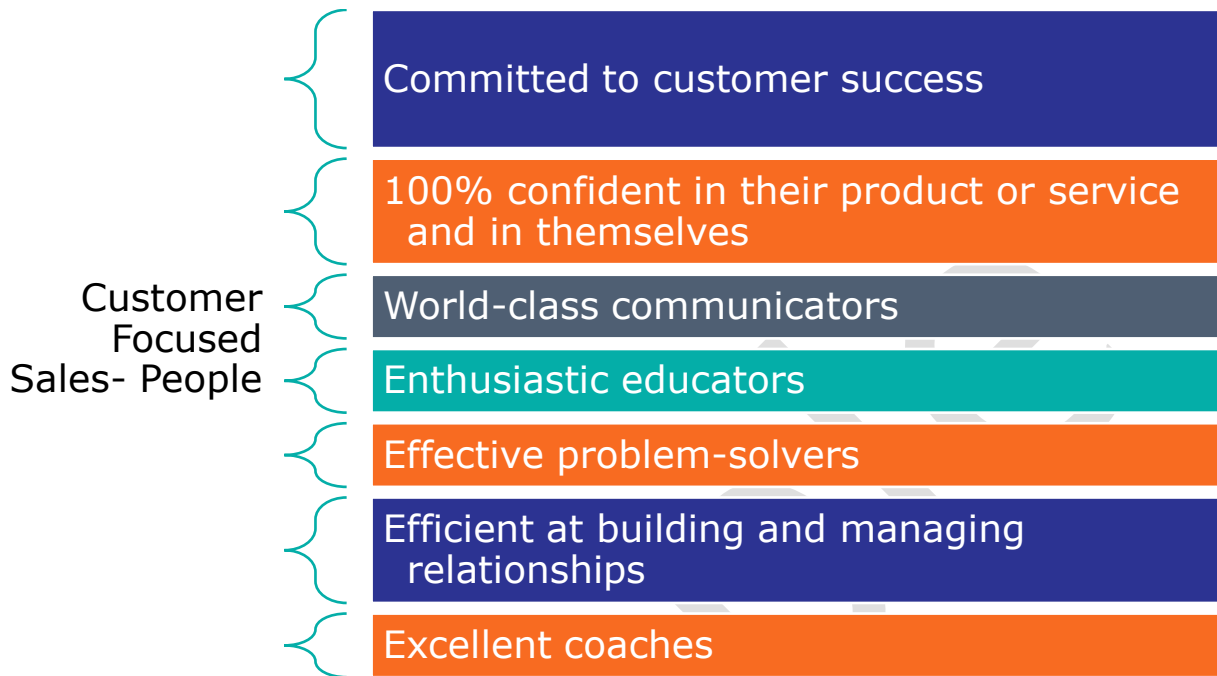 Customer
Focused
Sales- People
Committed to customer success
100% confident in their product or service
and in themselves
World-class communicators
Enthusiastic educators
Effective problem-solvers
Efficient at building and managing
relationships
Excellent coaches